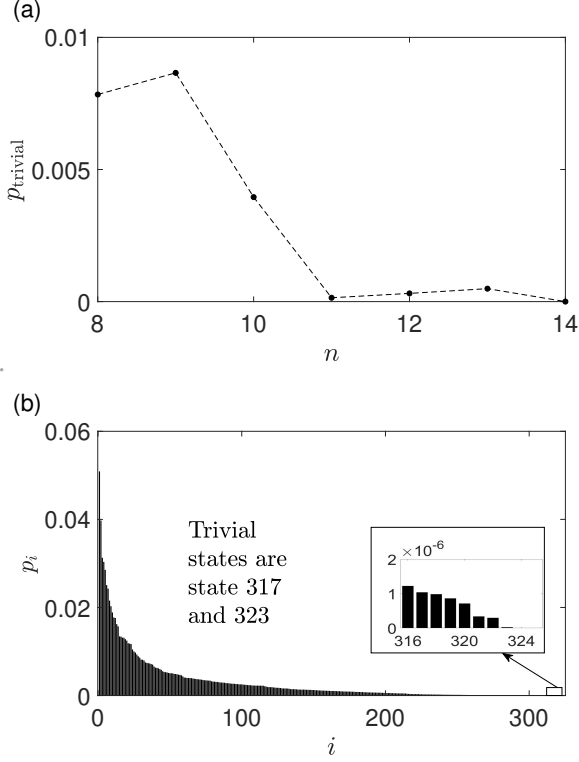 (a)
0.01
0.005
0
p_trivial
8
10
12
14
n
(b)
0.06
0.04
0.02
0
p_i
Trivial
states are
state 317
and 323
×10^-6
2
1
0
316
320
324
0
100
200
300
i